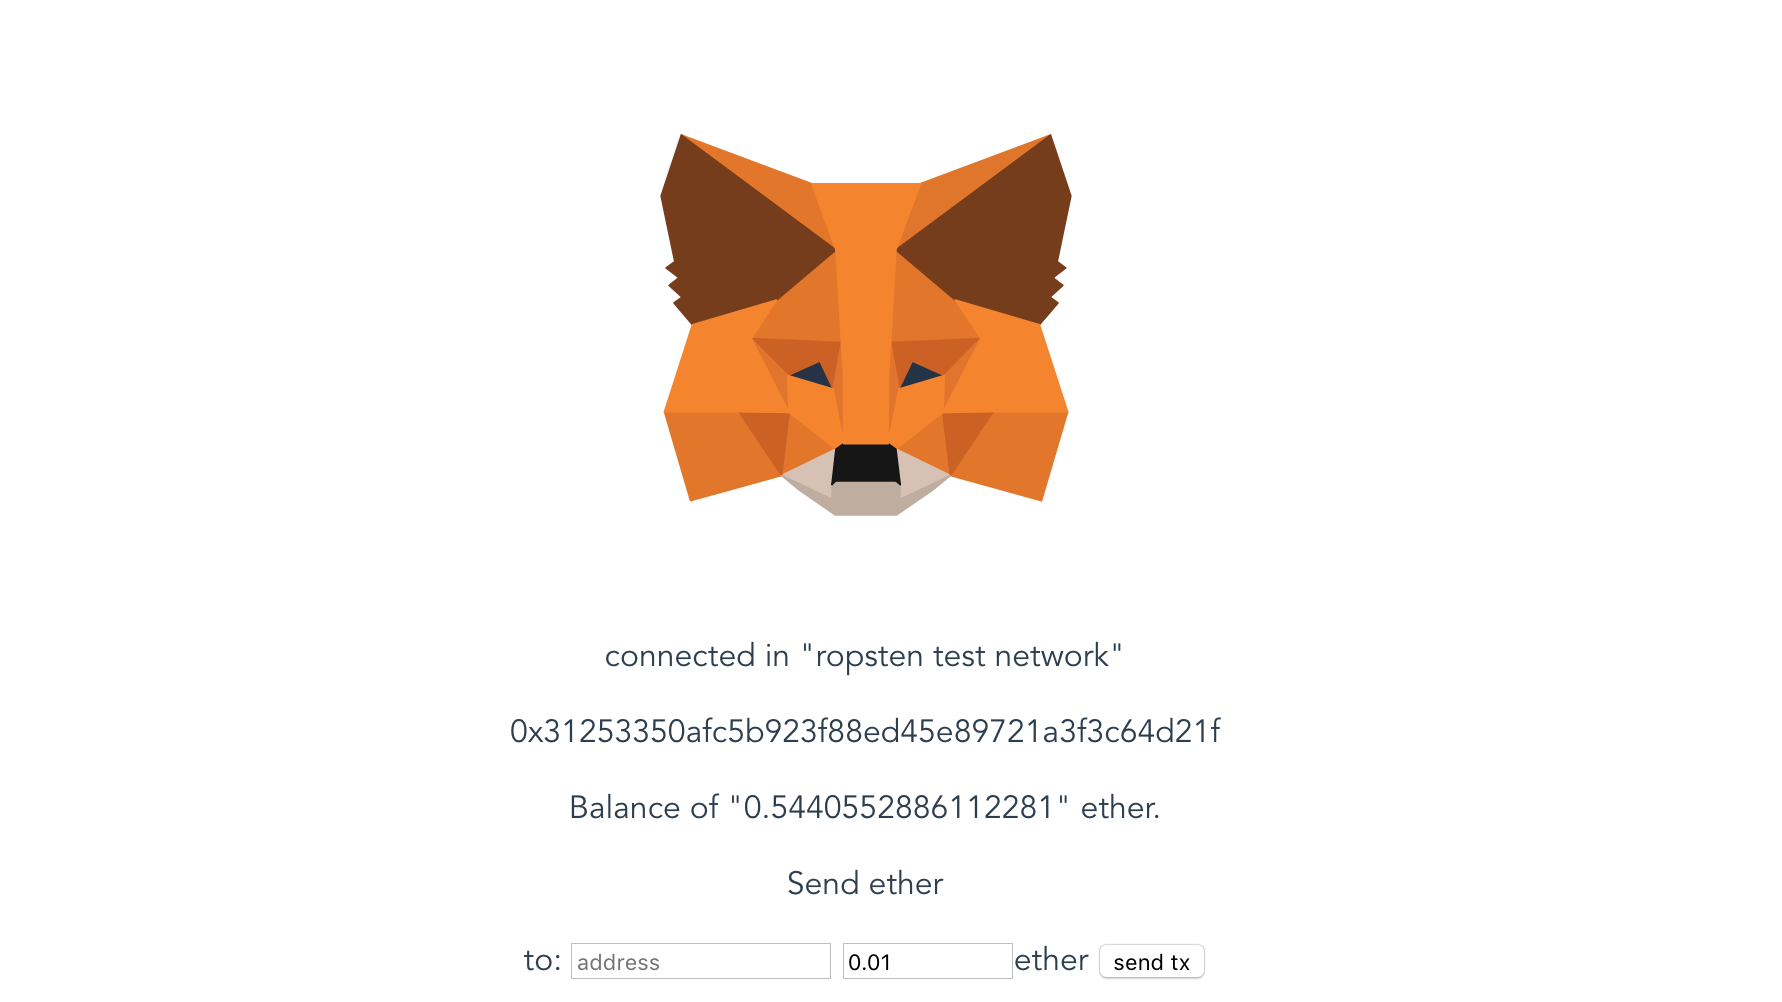 connected in "ropsten test network"
0x31253350afc5b923f88ed45e89721a3f3c64d21f
Balance of "0.5440552886112281" ether.
Send ether
to: address 0.01 ether send tx